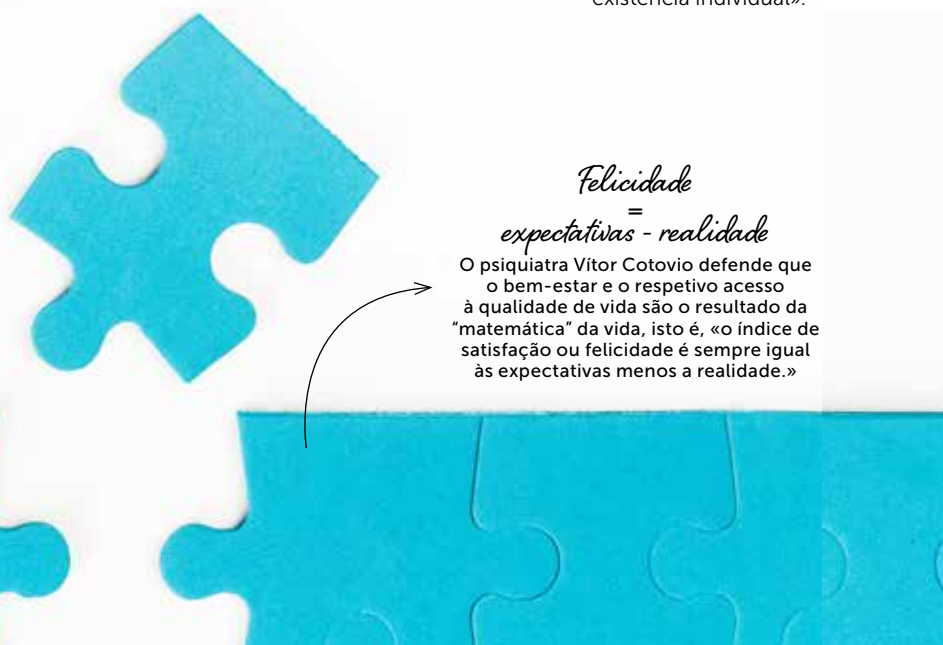 existência individual».
Felicidade
=
expectativas - realidade
O psiquiatra Vítor Cotovio defende que
o bem-estar e o respetivo acesso
à qualidade de vida são o resultado da
“matemática” da vida, isto é, «o índice de
satisfação ou felicidade é sempre igual
às expectativas menos a realidade.»